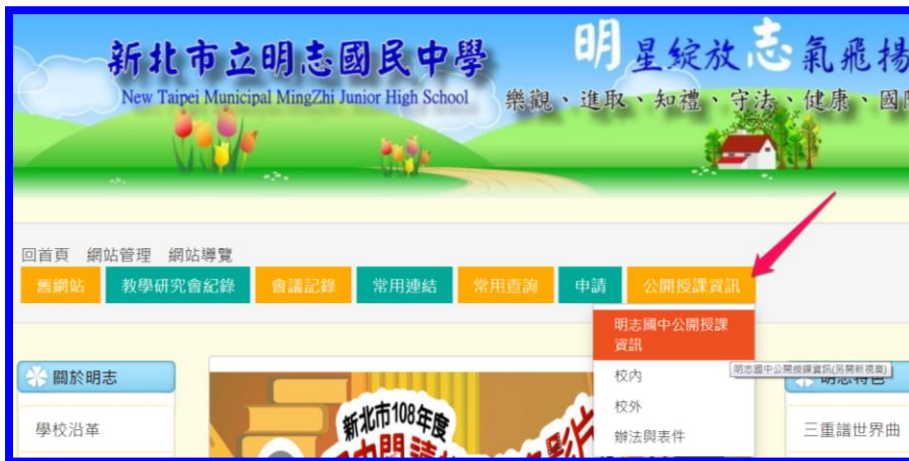 新北市立明志國民中學
New Taipei Municipal MingZhi Junior High School
明星綻放志氣飛揚
樂觀、進取、知禮、守法、健康、國
回首頁 網站管理 網站導覽
舊網站 教學研究會紀錄 會議記錄 常用連結 常用查詢 申請 公開授課資訊
明志國中公開授課
資訊
明志國中公開授課資訊(另開新視窗)
校內
校外
辦法與表件
關於明志
學校沿革
新北市108年度
明志特色
三重譜世界曲